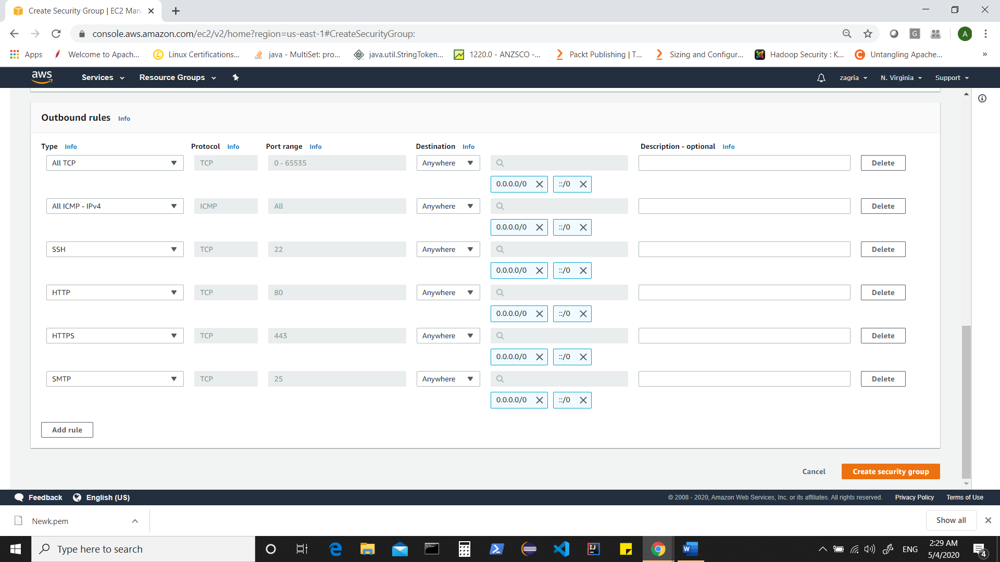 Create Security Group | EC2 Man
console.aws.amazon.com/ec2/v2/home?region=us-east-1#CreateSecurityGroup:
G
A
Apps Welcome to Apach... Linux Certifications... java - MultiSet: pro... java.util.StringToken... 1220.0 - ANZSCO -... Packt Publishing | T... Sizing and Configur... Hadoop Security : K... Untangling Apache... »
aws Services Resource Groups zagria N. Virginia Support
Outbound rules Info
Type Info Protocol Info Port range Info Destination Info Description - optional Info
All TCP TCP 0 - 65535 Anywhere Delete
0.0.0.0/0 ::/0
All ICMP - IPv4 ICMP All Anywhere Delete
0.0.0.0/0 ::/0
SSH TCP 22 Anywhere Delete
0.0.0.0/0 ::/0
HTTP TCP 80 Anywhere Delete
0.0.0.0/0 ::/0
HTTPS TCP 443 Anywhere Delete
0.0.0.0/0 ::/0
SMTP TCP 25 Anywhere Delete
0.0.0.0/0 ::/0
Add rule
Cancel Create security group
Feedback English (US) © 2008 - 2020, Amazon Web Services, Inc. or its affiliates. All rights reserved. Privacy Policy Terms of Use
Newk.pem Show all
Type here to search
ENG
2:29 AM
5/4/2020
4